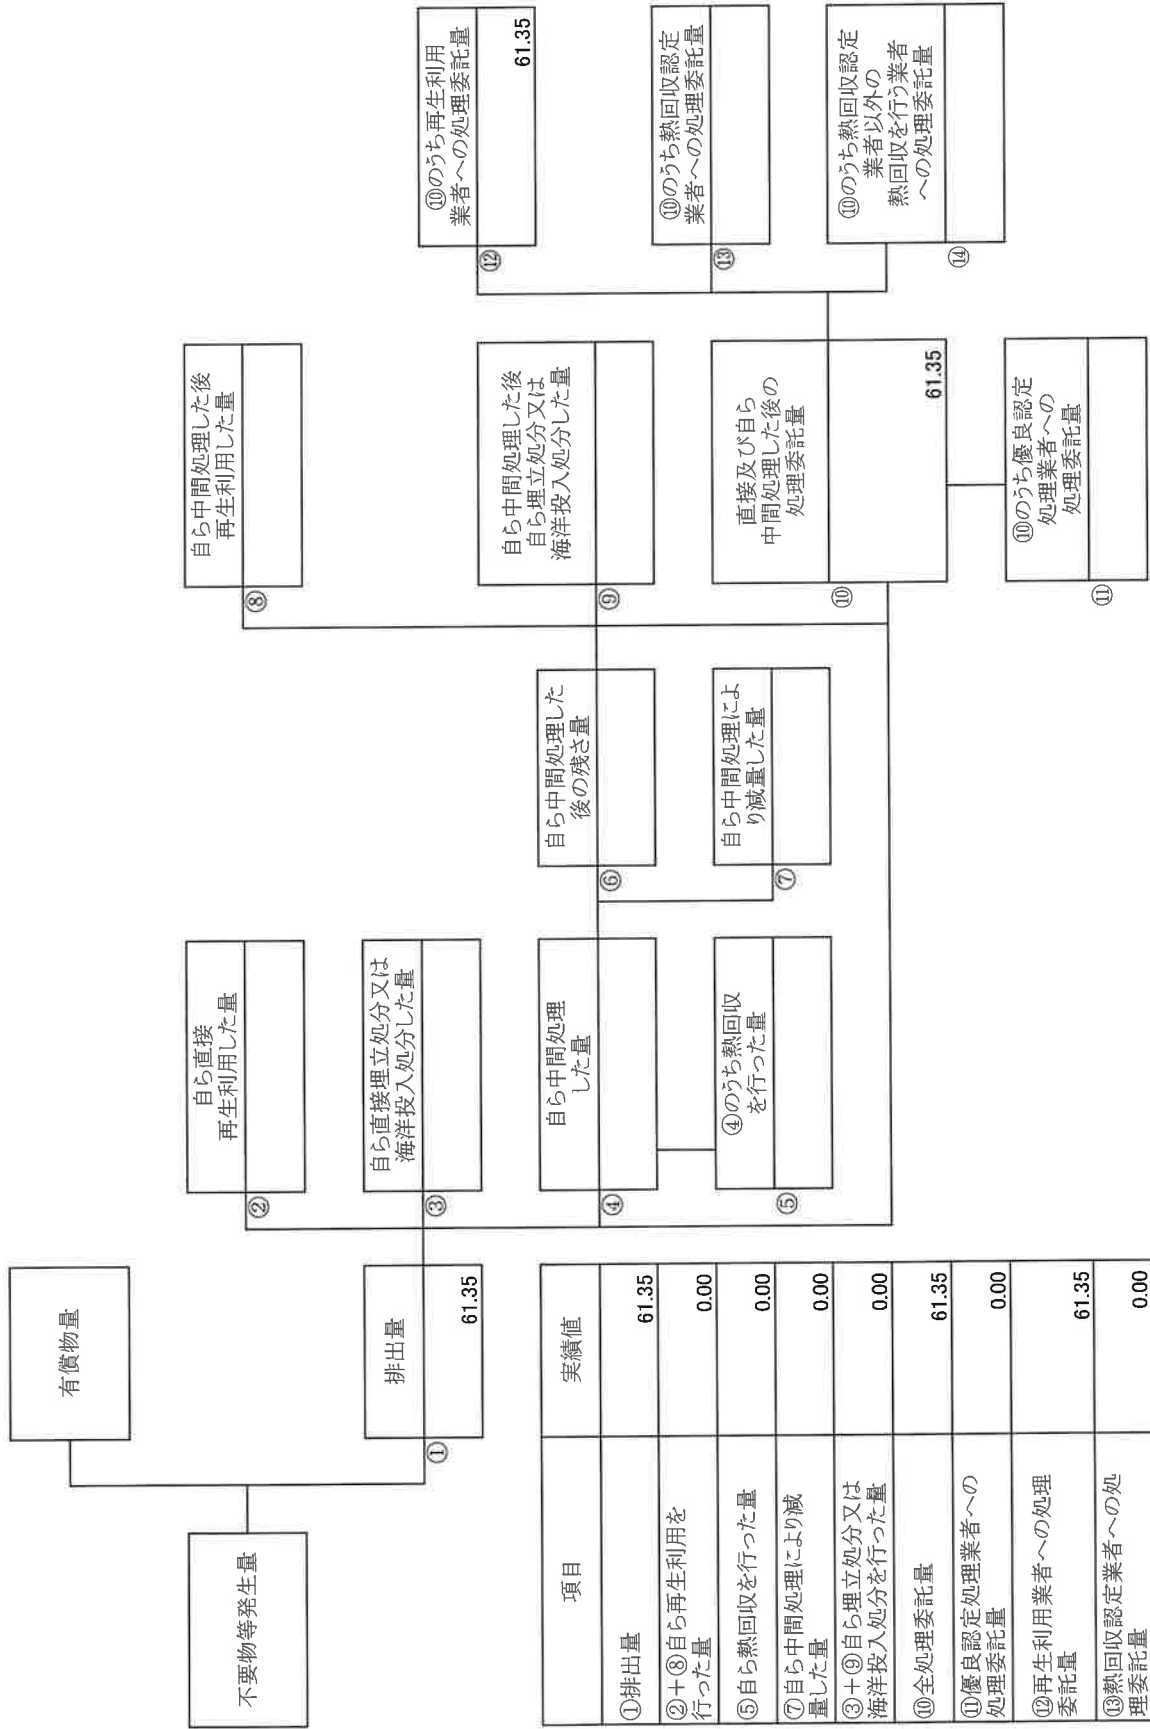 不要物等発生量
有償物量
排出量
①
61.35
自ら直接
再生利用した量
②
自ら直接埋立処分又は
海洋投入処分した量
③
自ら中間処理
した量
④
④のうち熱回収
を行った量
⑤
自ら中間処理した
後の残さ量
⑥
自ら中間処理によ
り減量した量
⑦
自ら中間処理した後
再生利用した量
⑧
自ら中間処理した後
自ら埋立処分又は
海洋投入処分した量
⑨
直接及び自ら
中間処理した後の
処理委託量
⑩
61.35
⑩のうち優良認定
処理業者への
処理委託量
⑪
⑩のうち再生利用
業者への処理委託量
⑫
61.35
⑩のうち熱回収認定
業者への処理委託量
⑬
⑩のうち熱回収認定
業者以外の
熱回収を行う業者
への処理委託量
⑭
項目 実績値
①排出量 61.35
②+⑧自ら再生利用を
行った量 0.00
⑤自ら熱回収を行った量 0.00
⑦自ら中間処理により減
量した量 0.00
③+⑨自ら埋立処分又は
海洋投入処分を行った量 0.00
⑩全処理委託量 61.35
⑪優良認定処理業者への
処理委託量 0.00
⑫再生利用業者への処理
委託量 61.35
⑬熱回収認定業者への処
理委託量 0.00